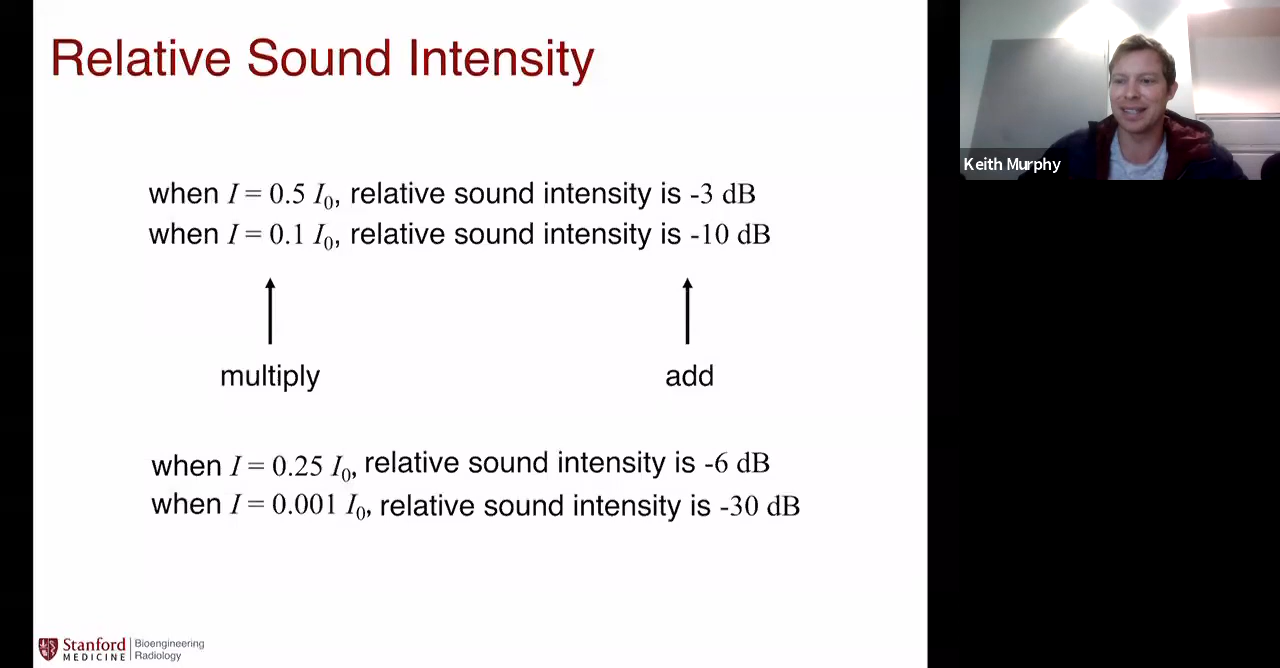 Relative Sound Intensity
Keith Murphy
when I = 0.5 I₀, relative sound intensity is -3 dB
when I = 0.1 I₀, relative sound intensity is -10 dB
multiply
add
when I = 0.25 I₀, relative sound intensity is -6 dB
when I = 0.001 I₀, relative sound intensity is -30 dB
Stanford
MEDICINE
Bioengineering
Radiology